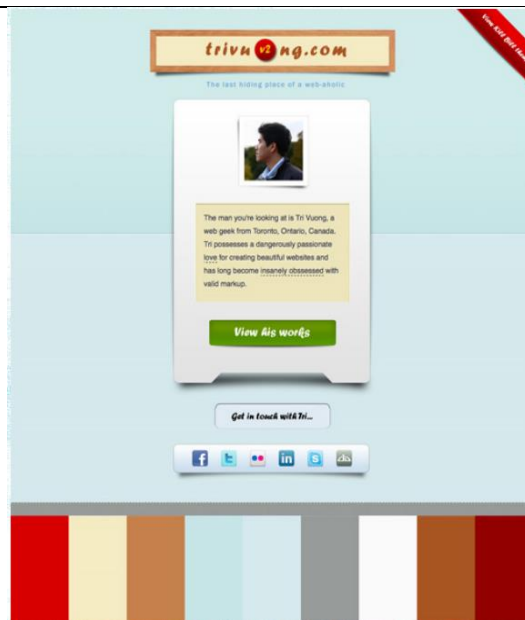 trivu v2 ng.com
The last hiding place of a web-aholic
The man you're looking at is Tri Vuong, a
web geek from Toronto, Ontario, Canada.
Tri possesses a dangerously passionate
love for creating beautiful websites and
has long become insanely obssessed with
valid markup.
View his works
Get in touch with Tri...